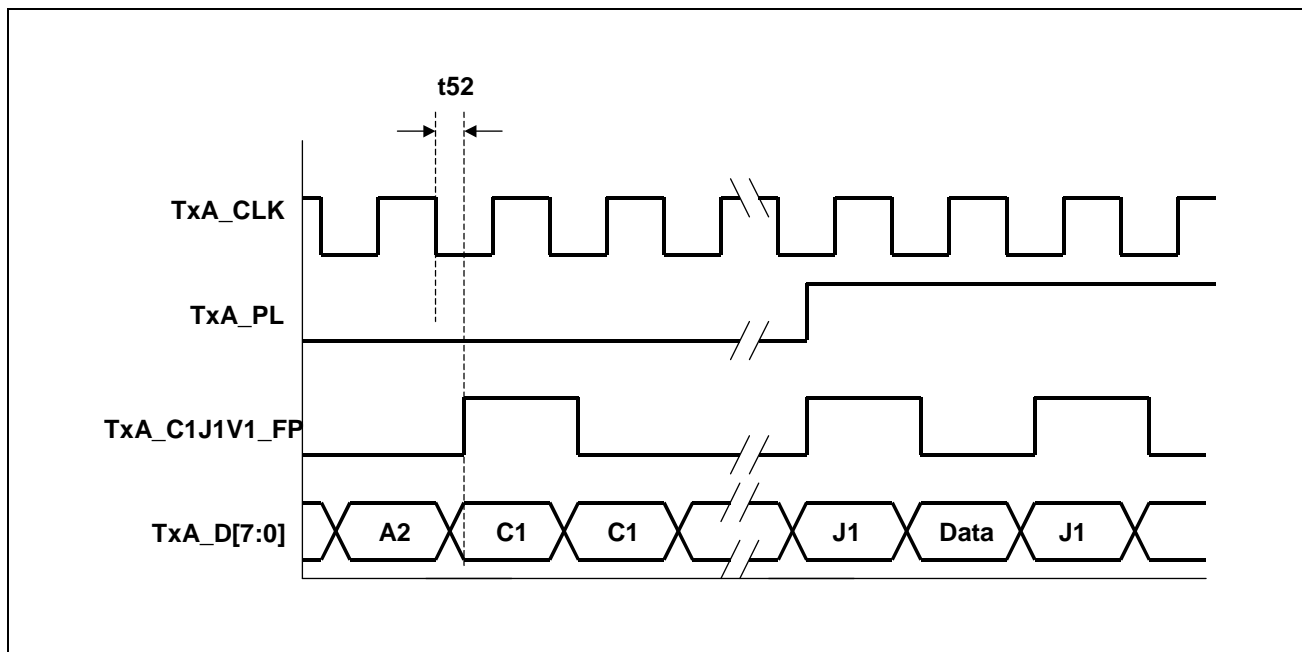 t52
TxA_CLK
TxA_PL
TxA_C1J1V1_FP
TxA_D[7:0]
A2
C1
C1
J1
Data
J1